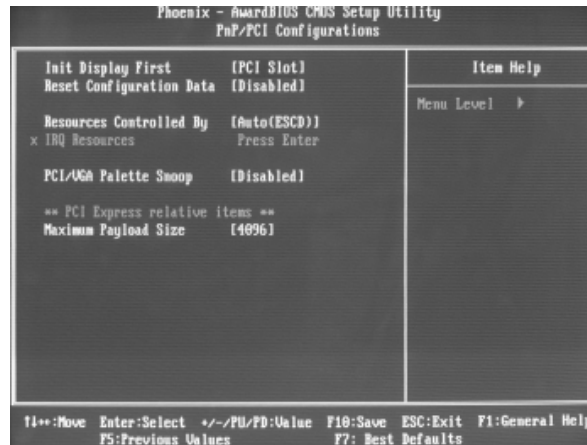 Phoenix - AwardBIOS CMOS Setup Utility
PnP/PCI Configurations
Init Display First [PCI Slot]
Reset Configuration Data [Disabled]
Resources Controlled By [Auto(ESCD)]
x IRQ Resources Press Enter
PCI/VGA Palette Snoop [Disabled]
** PCI Express relative items **
Maximum Payload Size [4096]
Item Help
Menu Level ▸
↑↓→←:Move Enter:Select +/-/PU/PD:Value F10:Save ESC:Exit F1:General Help
F5:Previous Values F7: Best Defaults